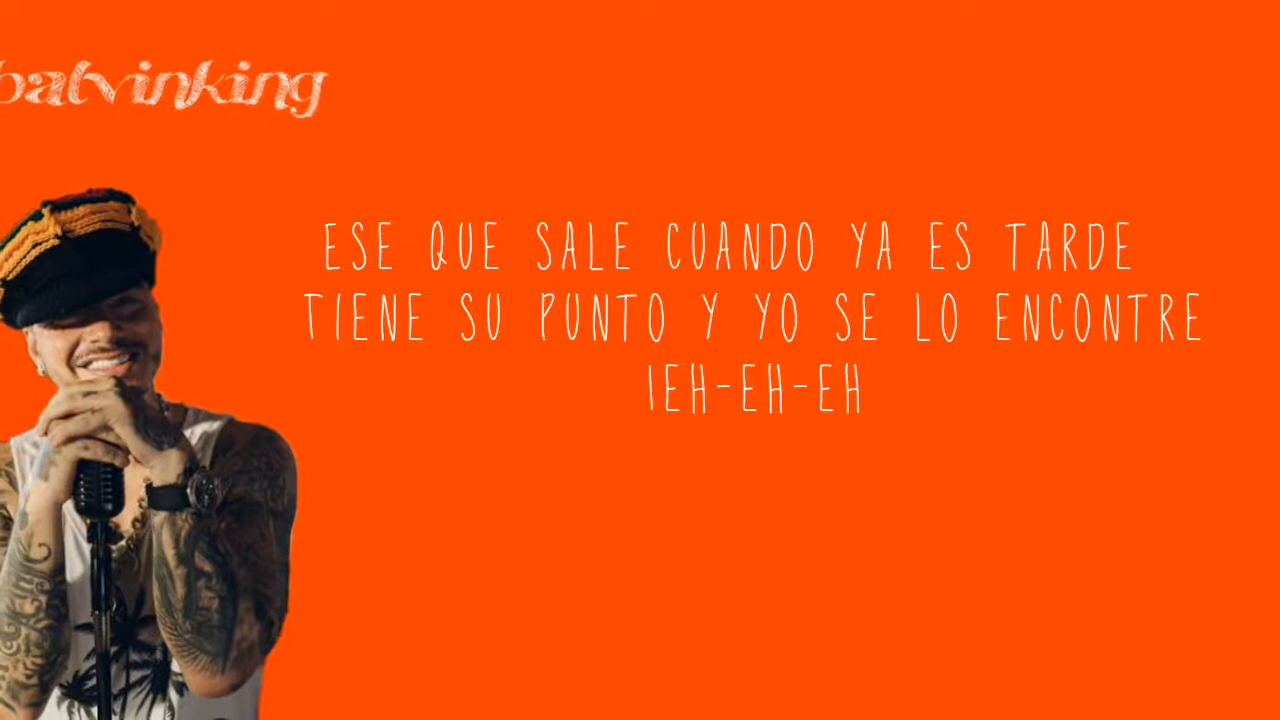 balvinking
ESE QUE SALE CUANDO YA ES TARDE
TIENE SU PUNTO Y YO SE LO ENCONTRE
IEH-EH-EH